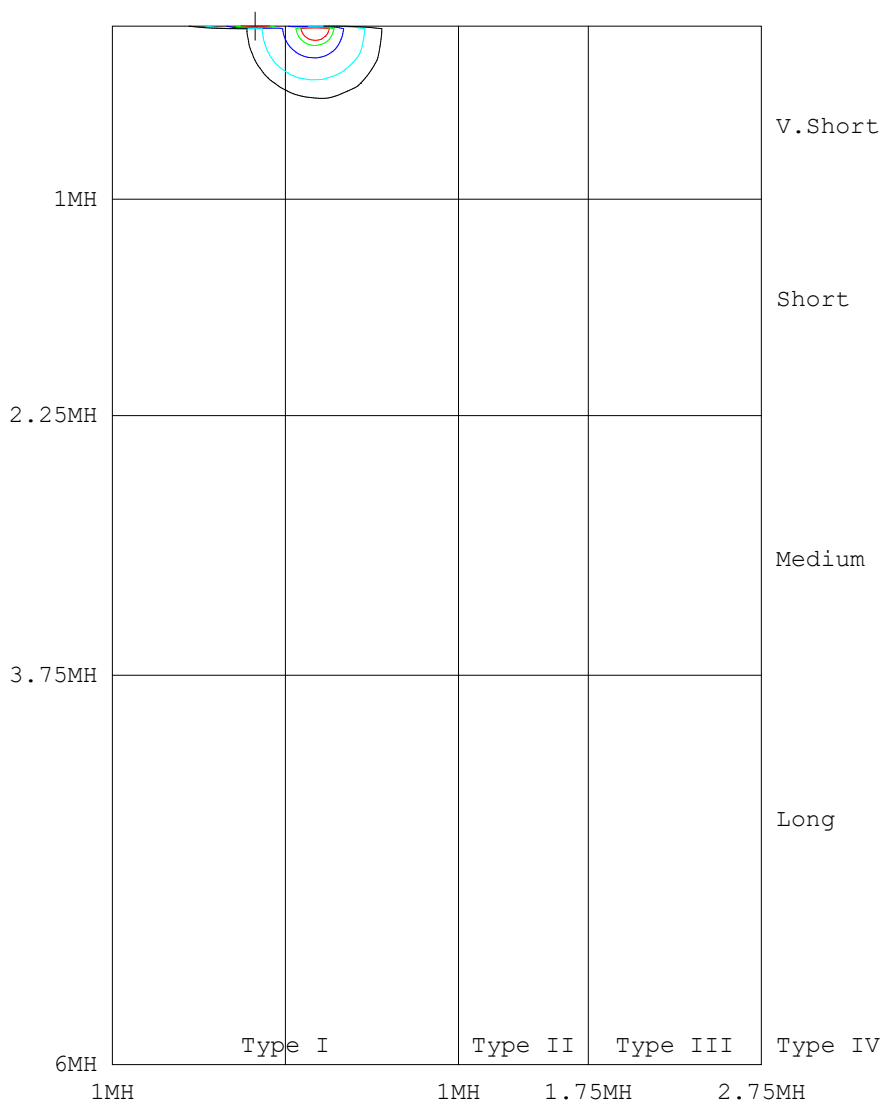 V.Short
1MH
Short
2.25MH
Medium
3.75MH
Long
Type I Type II Type III Type IV
6MH
1MH 1MH 1.75MH 2.75MH